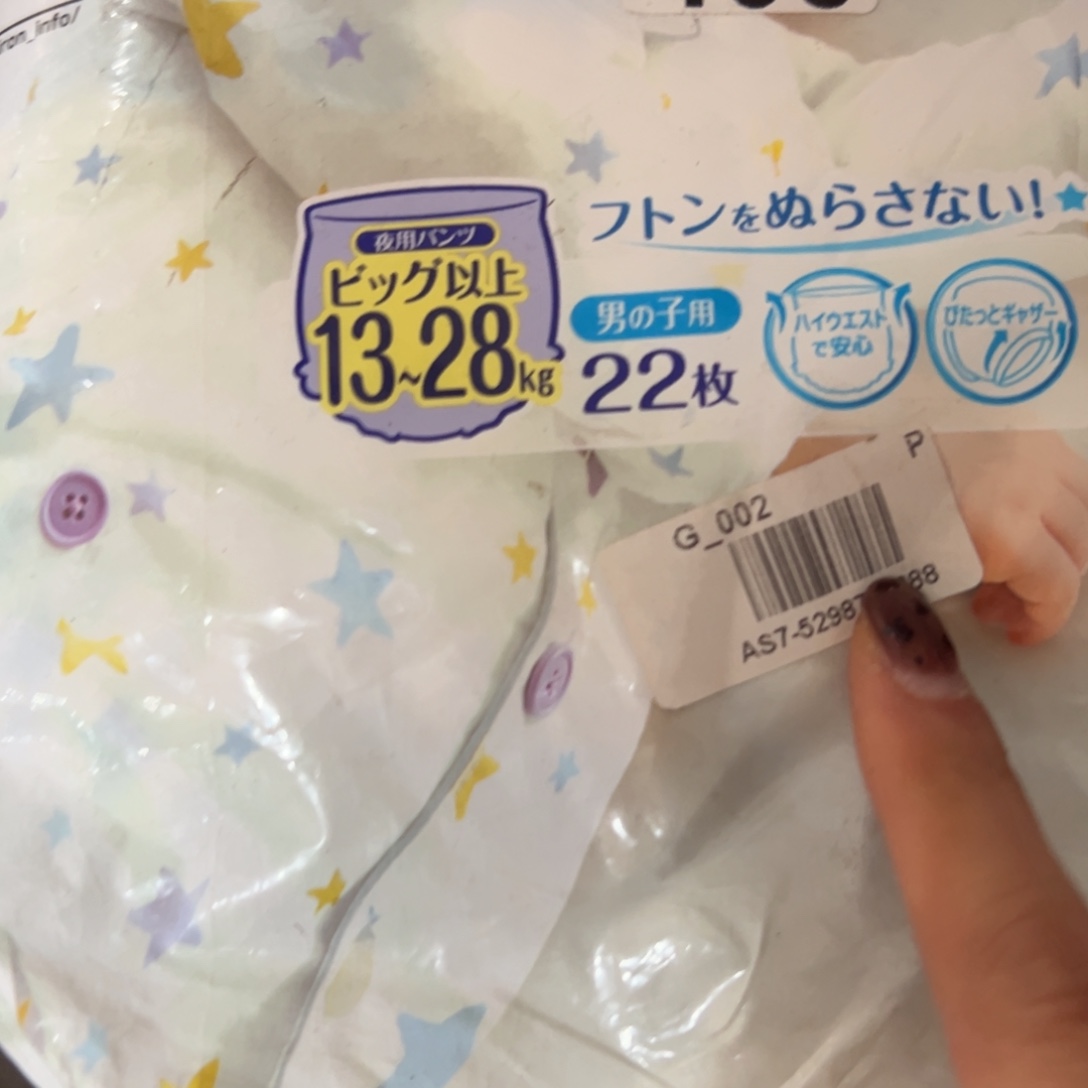 フトンをぬらさない!
夜用パンツ
ビッグ以上
13~28kg
男の子用
22枚
ハイウエスト
で安心
ぴたっとギャザー
P
G_002
AS7-5298
88